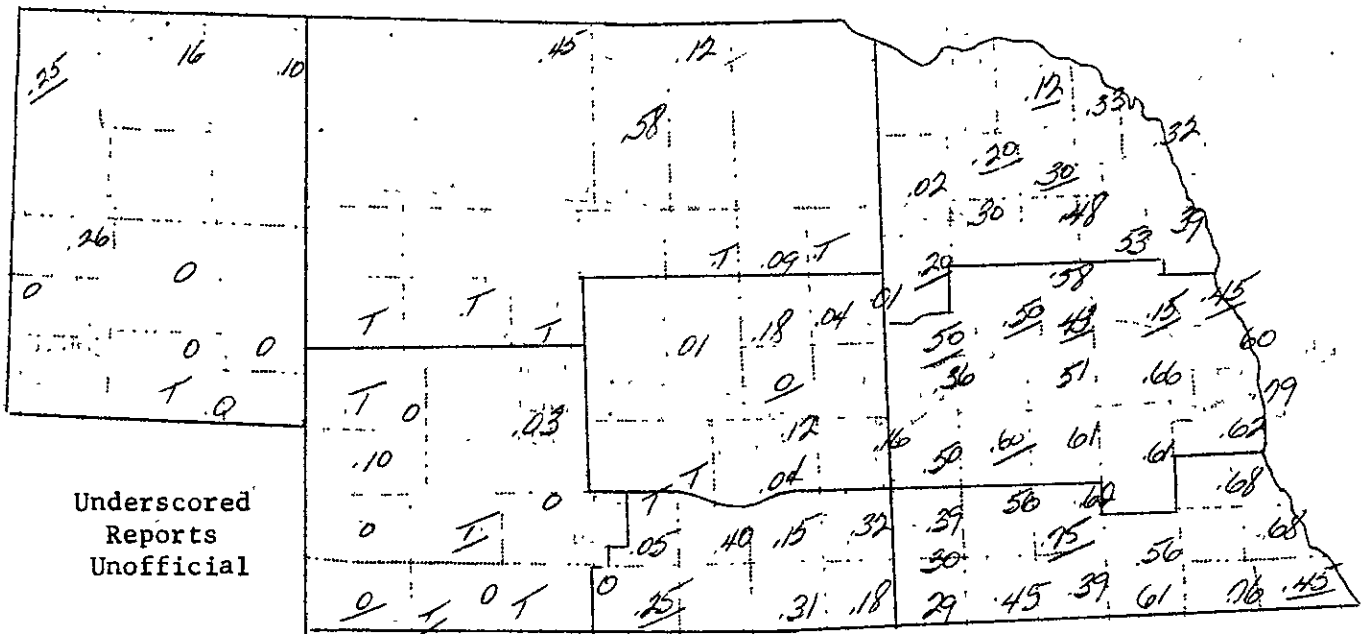 .45 .12
.25 .16 .10
.12 .33
.58
.32
.20 .30
.02
.30 .48 .39
.53
.26
T .09 T
0
.20 .58
0
.01 .50 .43 .15 .45
T T T
.01 .18 .04
.50 .60
0 0
.36 .51 .66
T 0
.79
T 0 .03
.12 .16 .50 .60 .61 .61 .62
.10
T .04
.68
0 T
.39 .56 .62
0 T .05 .40 .15 .32 .75 .68
.30 .56
0 T 0 T 0 .25 .31 .18 .29 .45 .39 .61 .76 .45
Underscored
Reports
Unofficial